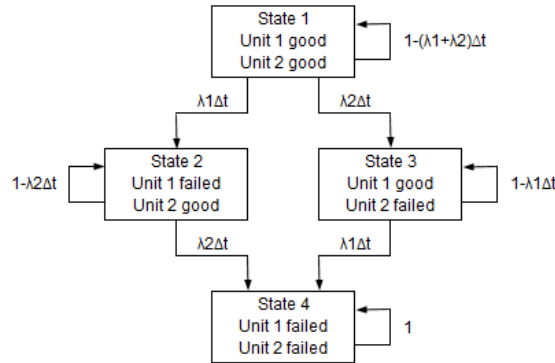 State 1
Unit 1 good
Unit 2 good
1-(λ1+λ2)Δt
λ1Δt
λ2Δt
State 2
Unit 1 failed
Unit 2 good
1-λ2Δt
State 3
Unit 1 good
Unit 2 failed
1-λ1Δt
λ2Δt
λ1Δt
State 4
Unit 1 failed
Unit 2 failed
1